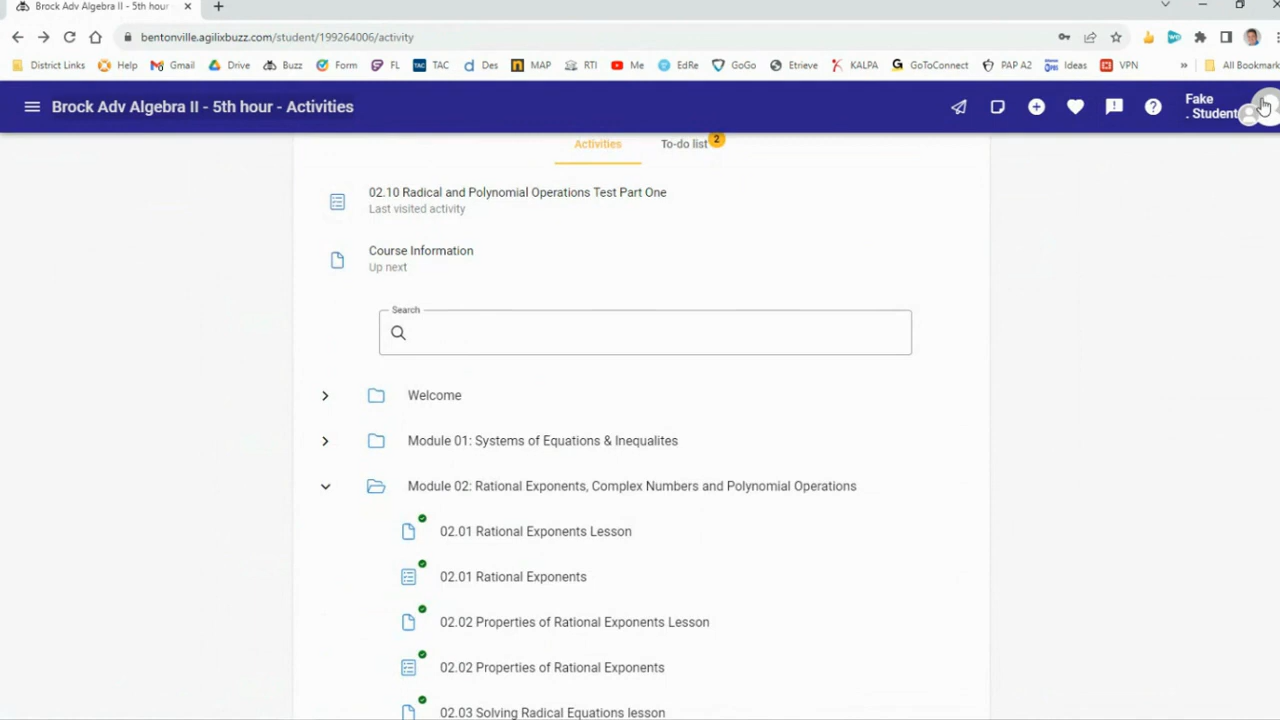 Brock Adv Algebra II - 5th hour
bentonville.agilixbuzz.com/student/199264006/activity
District Links Help Gmail Drive Buzz Form FL TAC TAC Des MAP RTI Me EdRe GoGo Etrieve KALPA GoToConnect PAP A2 Ideas VPN » All Bookmark
Brock Adv Algebra II - 5th hour - Activities
Fake
. Student
Activities
To-do list 2
02.10 Radical and Polynomial Operations Test Part One
Last visited activity
Course Information
Up next
Search
Welcome
Module 01: Systems of Equations & Inequalites
Module 02: Rational Exponents, Complex Numbers and Polynomial Operations
02.01 Rational Exponents Lesson
02.01 Rational Exponents
02.02 Properties of Rational Exponents Lesson
02.02 Properties of Rational Exponents
02.03 Solving Radical Equations lesson